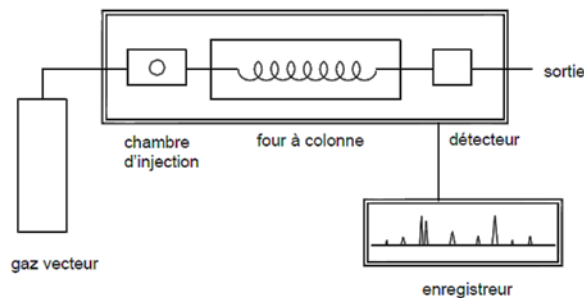 sortie
chambre
d'injection
four à colonne
détecteur
gaz vecteur
enregistreur